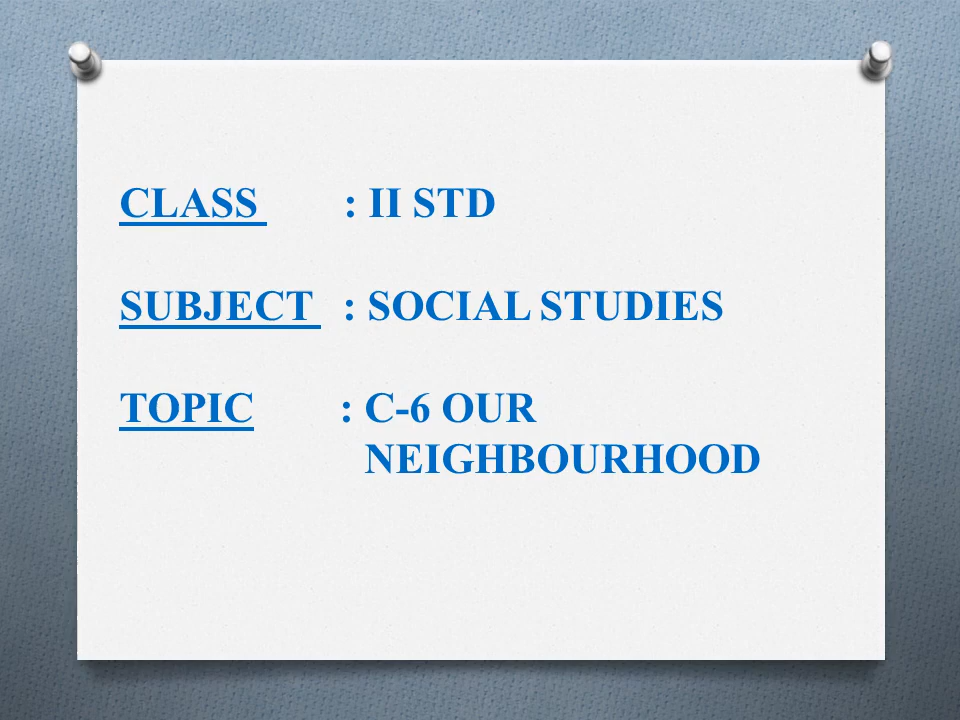 CLASS : II STD
SUBJECT : SOCIAL STUDIES
TOPIC : C-6 OUR
NEIGHBOURHOOD